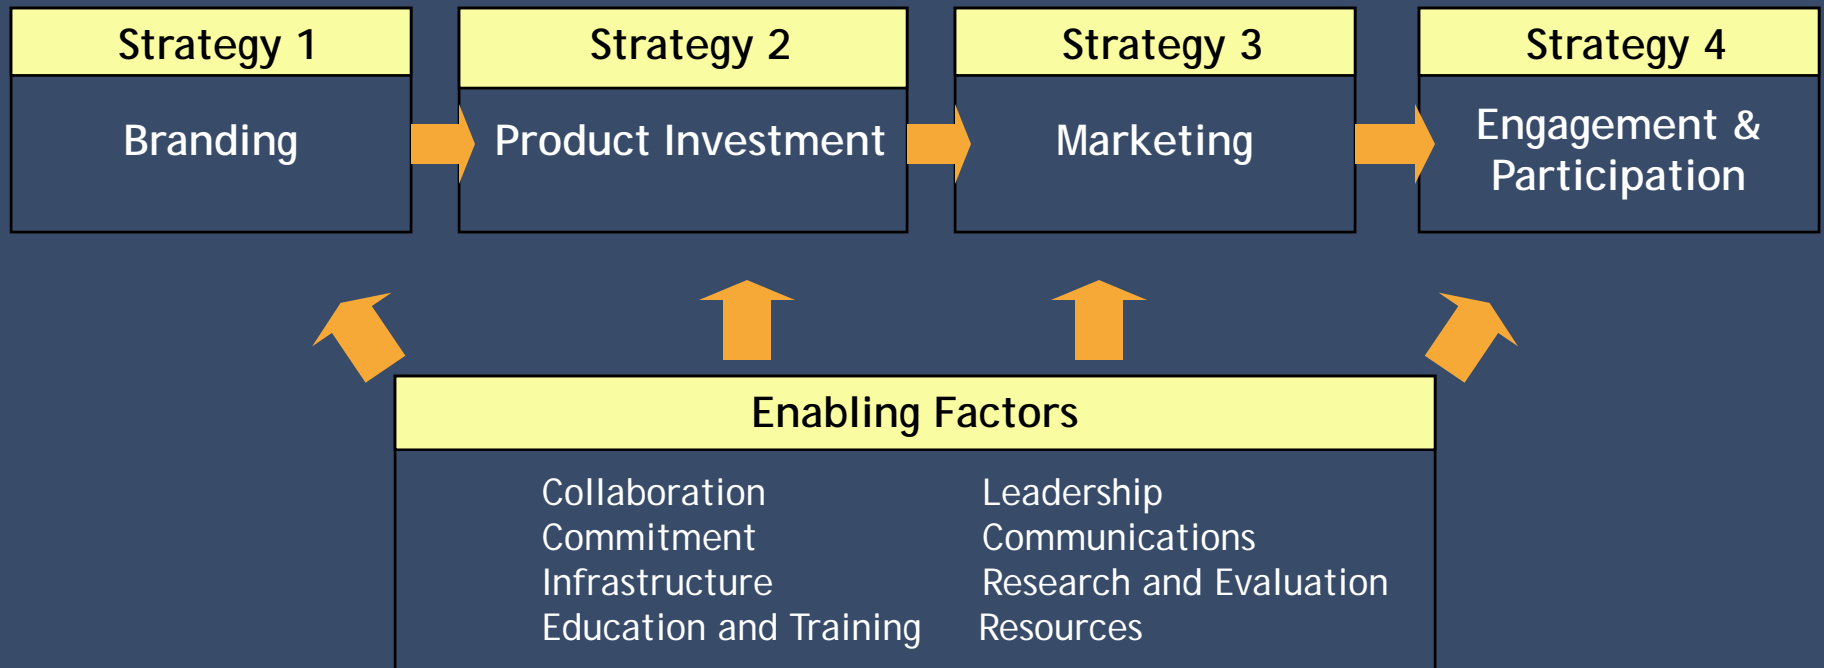 Strategy 1
Branding
Strategy 2
Product Investment
Strategy 3
Marketing
Strategy 4
Engagement &
Participation
Enabling Factors
Collaboration
Commitment
Infrastructure
Education and Training
Leadership
Communications
Research and Evaluation
Resources